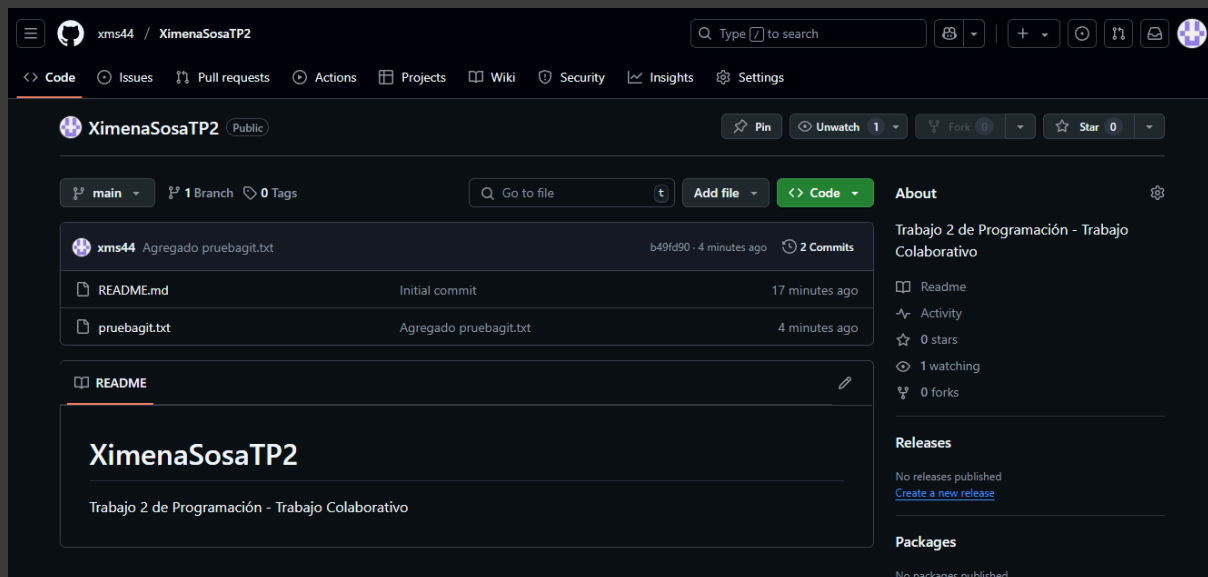 xms44 / XimenaSosaTP2
Type / to search
Code Issues Pull requests Actions Projects Wiki Security Insights Settings
XimenaSosaTP2 Public
Pin Unwatch 1 Fork 0 Star 0
main 1 Branch 0 Tags Go to file t Add file Code
xms44 Agregado pruebagit.txt b49fd90 · 4 minutes ago 2 Commits
README.md Initial commit 17 minutes ago
pruebagit.txt Agregado pruebagit.txt 4 minutes ago
README
XimenaSosaTP2
Trabajo 2 de Programación - Trabajo Colaborativo
About
Trabajo 2 de Programación - Trabajo
Colaborativo
Readme
Activity
0 stars
1 watching
0 forks
Releases
No releases published
Create a new release
Packages
No packages published